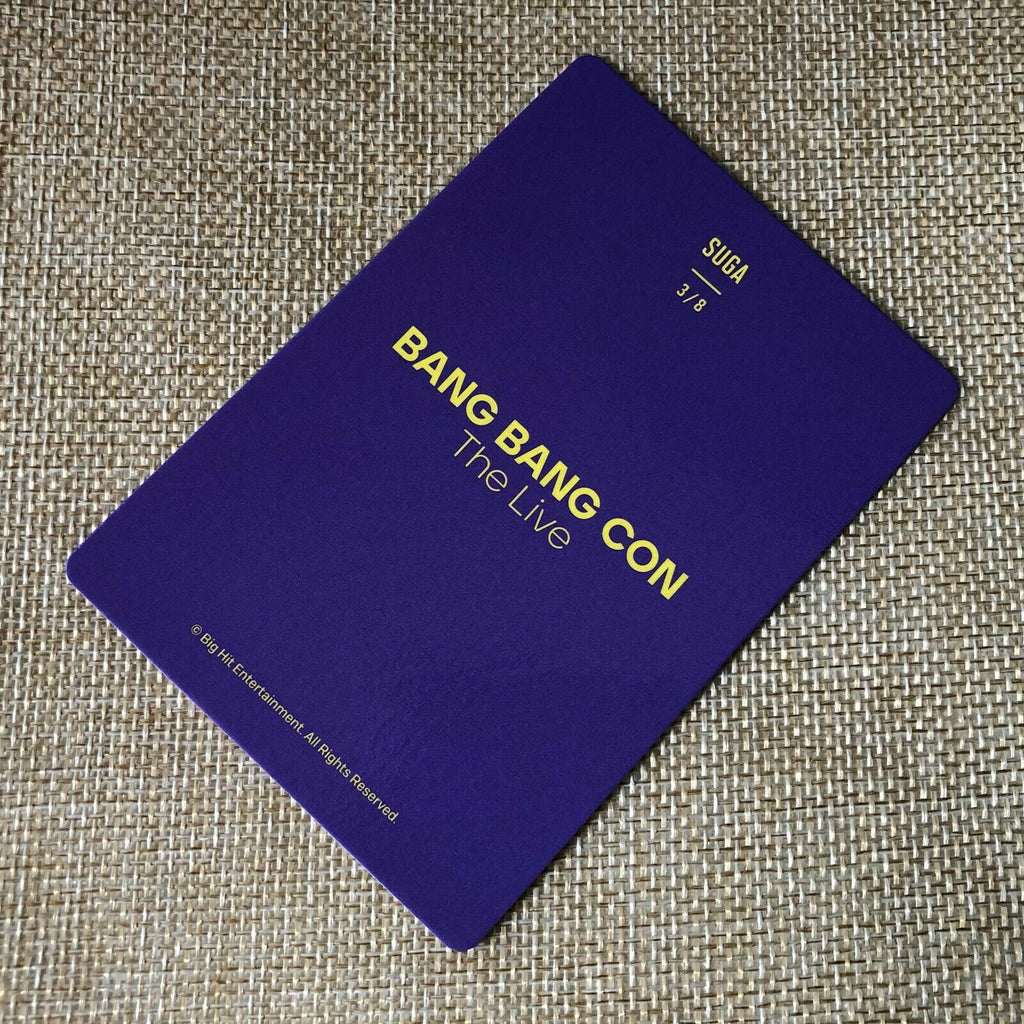 SUGA
3/8
BANG BANG CON
The Live
© Big Hit Entertainment. All Rights Reserved.